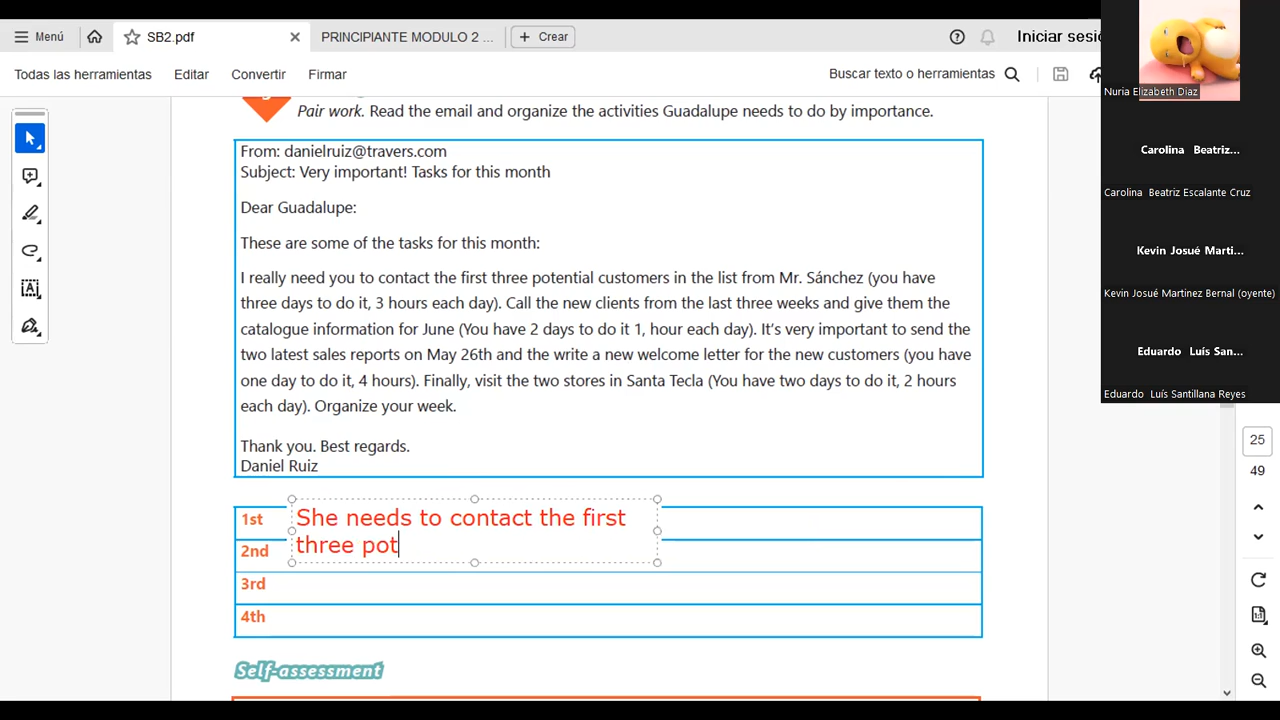 Menú
SB2.pdf
PRINCIPIANTE MODULO 2 ...
Crear
Iniciar sesió
Todas las herramientas
Editar
Convertir
Firmar
Buscar texto o herramientas
Pair work. Read the email and organize the activities Guadalupe needs to do by importance.
From: danielruiz@travers.com
Subject: Very important! Tasks for this month
Dear Guadalupe:
These are some of the tasks for this month:
I really need you to contact the first three potential customers in the list from Mr. Sánchez (you have
three days to do it, 3 hours each day). Call the new clients from the last three weeks and give them the
catalogue information for June (You have 2 days to do it 1, hour each day). It's very important to send the
two latest sales reports on May 26th and the write a new welcome letter for the new customers (you have
one day to do it, 4 hours). Finally, visit the two stores in Santa Tecla (You have two days to do it, 2 hours
each day). Organize your week.
Thank you. Best regards.
Daniel Ruiz
1st
She needs to contact the first
three pot
2nd
3rd
4th
Self-assessment
Nuria Elizabeth Diaz
Carolina Beatriz...
Carolina Beatriz Escalante Cruz
Kevin Josué Marti...
Kevin Josué Martinez Bernal (oyente)
Eduardo Luís San...
Eduardo Luís Santillana Reyes
25
49
1:1